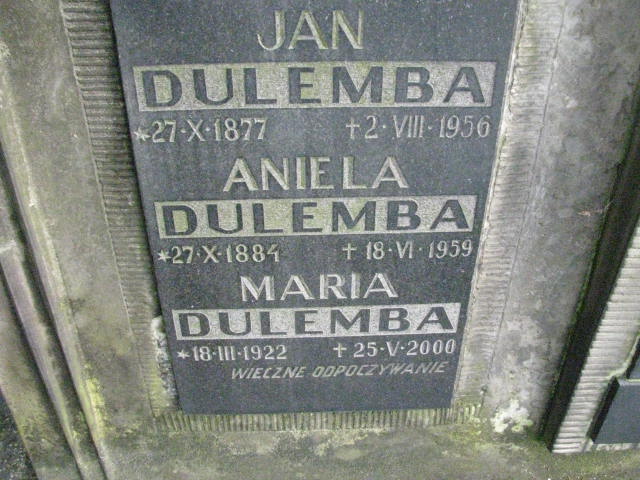 JAN
DULEMBA
*27·X·1877 +2·VIII·1956
ANIELA
DULEMBA
*27·X·1884 +18·VI·1959
MARIA
DULEMBA
*18·III·1922 +25·V·2000
WIECZNE ODPOCZYWANIE